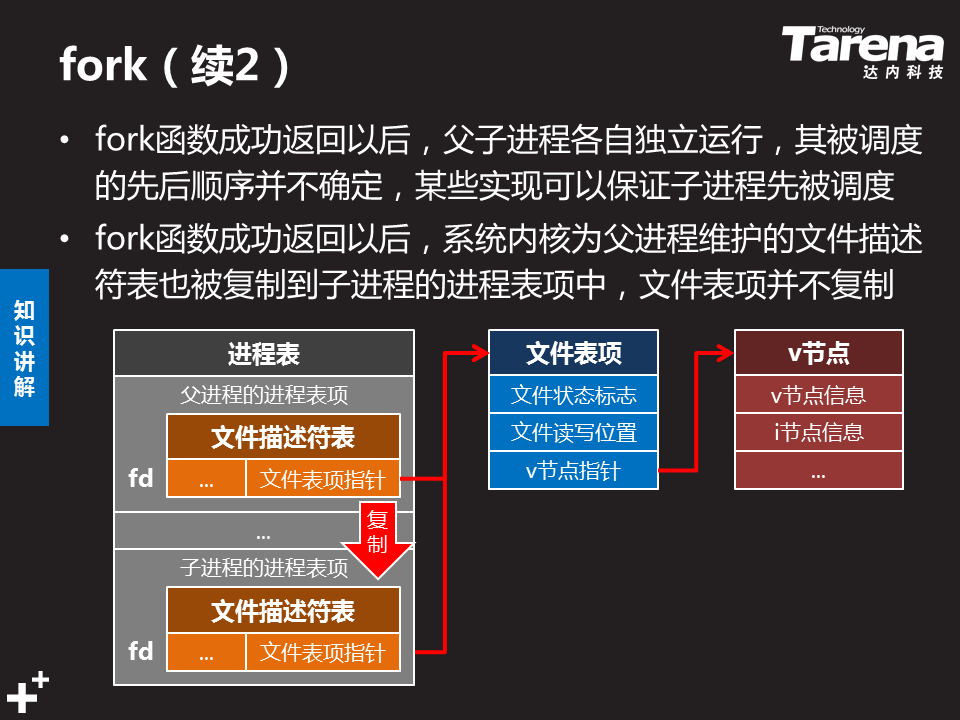 fork（续2）
Technology
Tarena
达内科技
• fork函数成功返回以后，父子进程各自独立运行，其被调度
的先后顺序并不确定，某些实现可以保证子进程先被调度
• fork函数成功返回以后，系统内核为父进程维护的文件描述
符表也被复制到子进程的进程表项中，文件表项并不复制
知
识
讲
解
进程表
父进程的进程表项
文件描述符表
fd
...
文件表项指针
复
制
...
子进程的进程表项
文件描述符表
fd
...
文件表项指针
文件表项
文件状态标志
文件读写位置
v节点指针
v节点
v节点信息
i节点信息
...